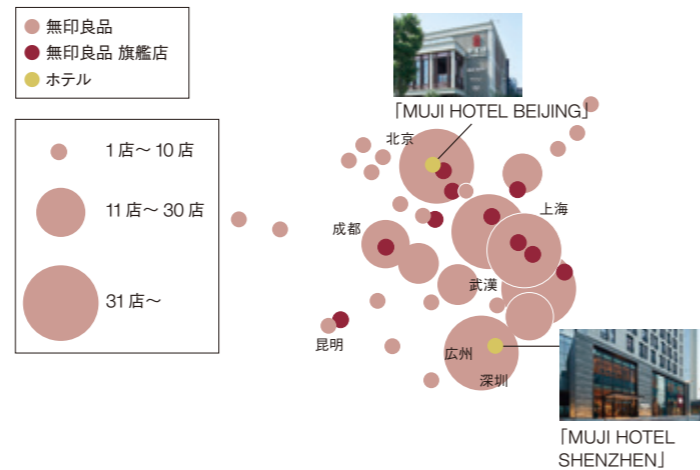 無印良品
無印良品 旗艦店
ホテル
1店〜10店
11店〜30店
31店〜
「MUJI HOTEL BEIJING」
北京
上海
成都
武漢
昆明
広州
深圳
「MUJI HOTEL
SHENZHEN」